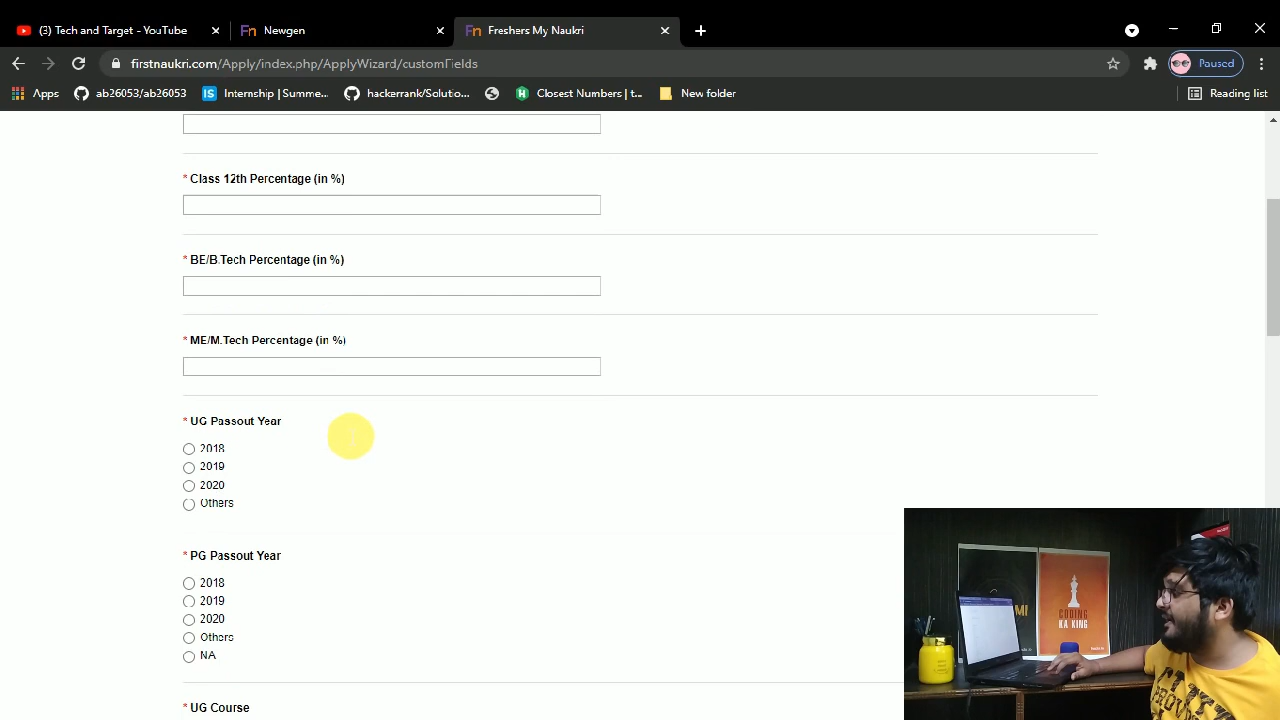 (3) Tech and Target - YouTube
Newgen
Freshers My Naukri
firstnaukri.com/Apply/index.php/ApplyWizard/customFields
Paused
Apps
ab26053/ab26053
Internship | Summe...
hackerrank/Solutio...
Closest Numbers | t...
New folder
Reading list
* Class 12th Percentage (in %)
* BE/B.Tech Percentage (in %)
* ME/M.Tech Percentage (in %)
* UG Passout Year
2018
2019
2020
Others
* PG Passout Year
2018
2019
2020
Others
NA
* UG Course
CODING
KA KING